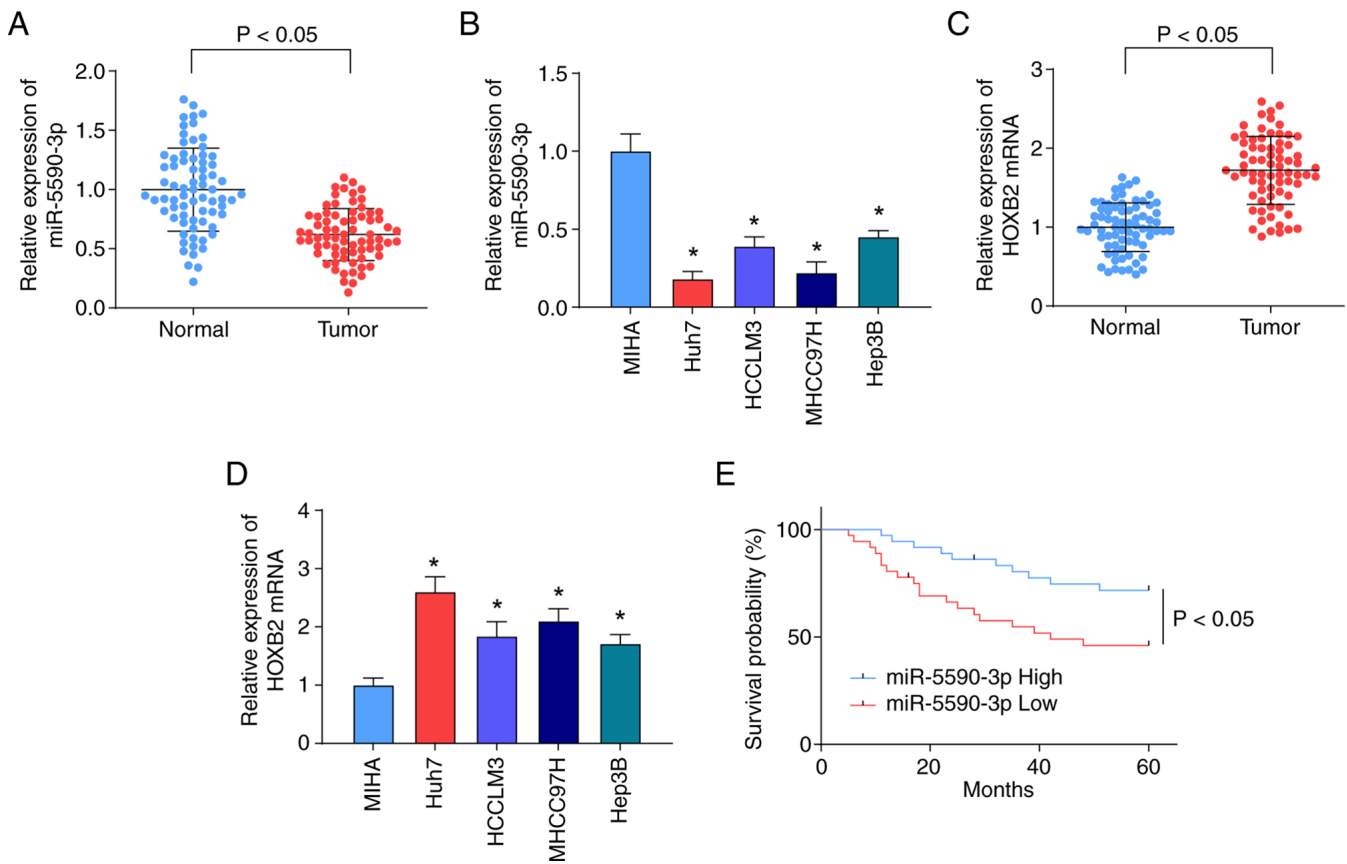 A
P < 0.05
Relative expression of
miR-5590-3p
2.0
1.5
1.0
0.5
0.0
Normal
Tumor
B
Relative expression of
miR-5590-3p
1.5
1.0
0.5
0.0
*
*
*
*
MIHA
Huh7
HCCLM3
MHCC97H
Hep3B
C
P < 0.05
Relative expression of
HOXB2 mRNA
3
2
1
0
Normal
Tumor
D
Relative expression of
HOXB2 mRNA
4
3
2
1
0
*
*
*
*
MIHA
Huh7
HCCLM3
MHCC97H
Hep3B
E
Survival probability (%)
100
50
0
P < 0.05
miR-5590-3p High
miR-5590-3p Low
0
20
40
60
Months